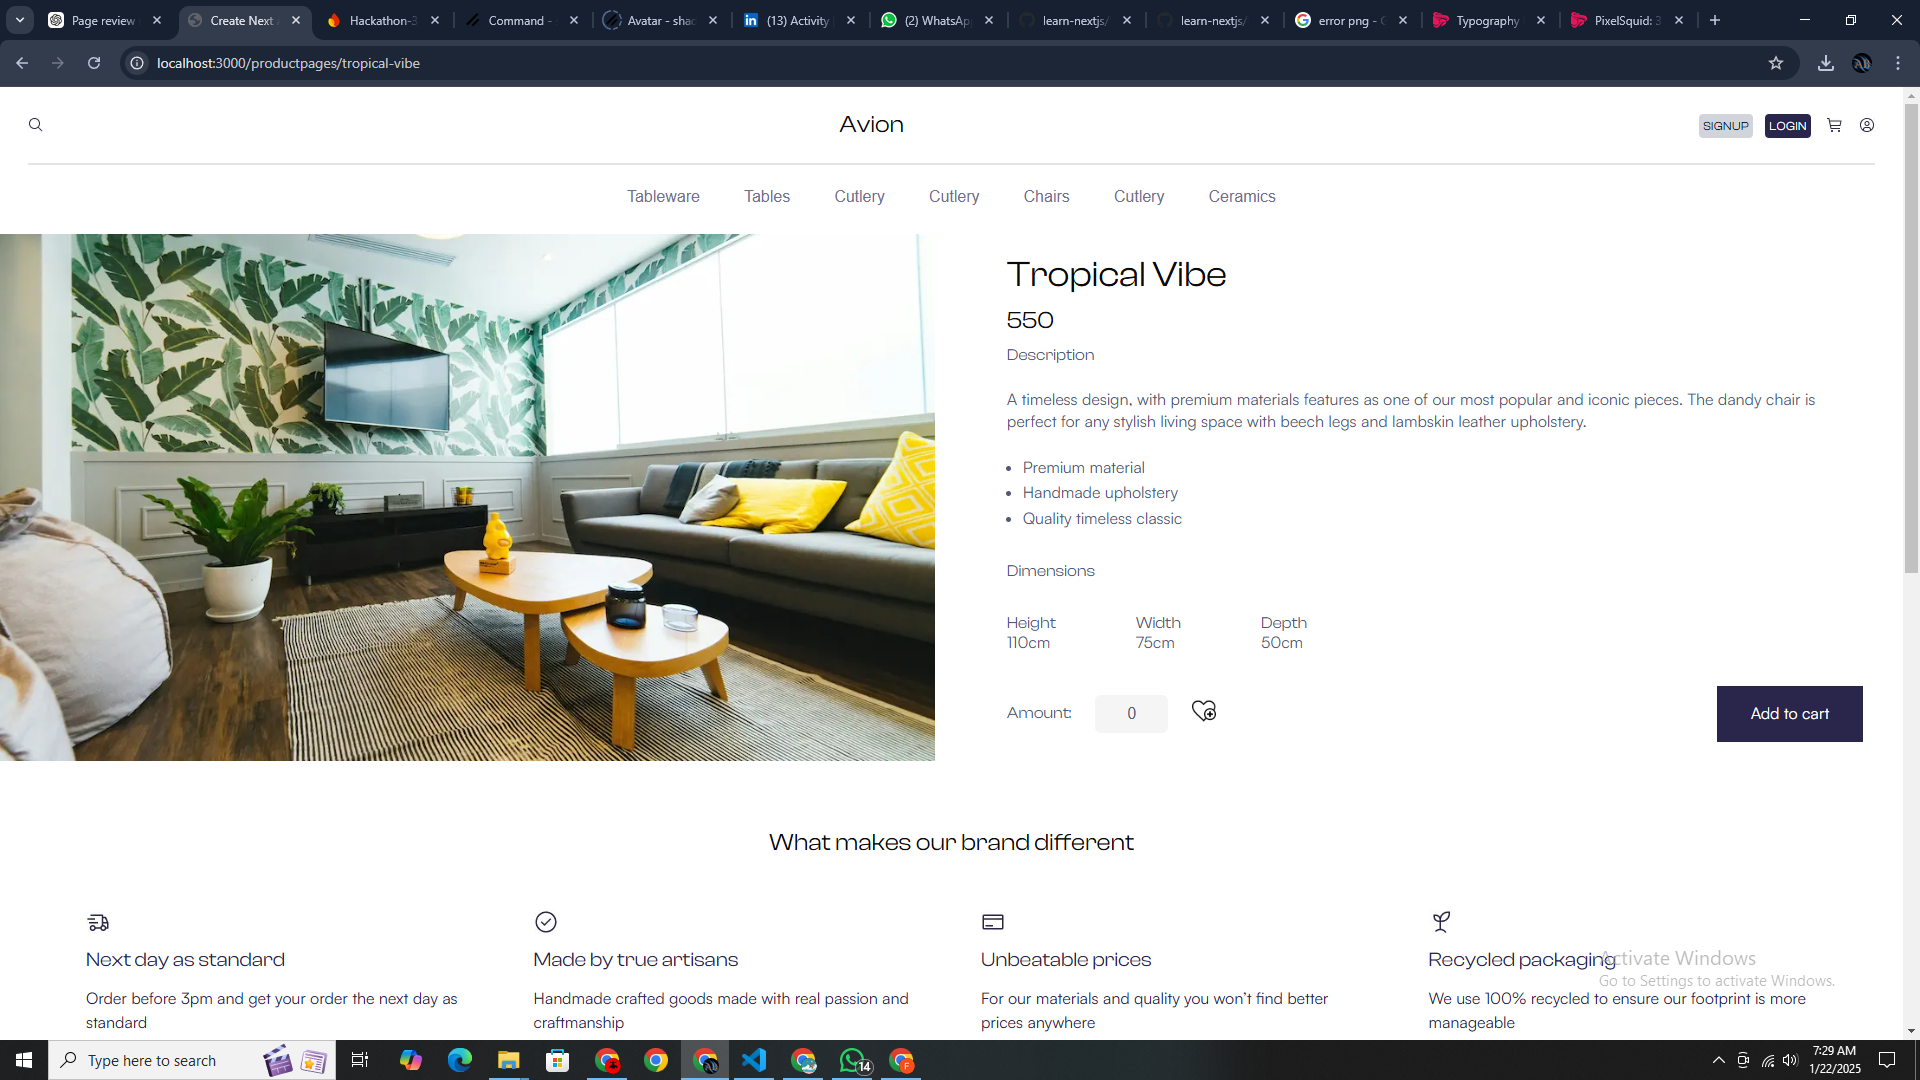 Page review
Create Next
Hackathon-3
Command -
Avatar - shad
(13) Activity
(2) WhatsApp
learn-nextjs/
learn-nextjs/
error png -
Typography
PixelSquid: 3
localhost:3000/productpages/tropical-vibe
Avion
SIGNUP
LOGIN
Tableware
Tables
Cutlery
Cutlery
Chairs
Cutlery
Ceramics
Tropical Vibe
550
Description
A timeless design, with premium materials features as one of our most popular and iconic pieces. The dandy chair is
perfect for any stylish living space with beech legs and lambskin leather upholstery.
Premium material
Handmade upholstery
Quality timeless classic
Dimensions
Height
Width
Depth
110cm
75cm
50cm
Amount:
0
Add to cart
What makes our brand different
Next day as standard
Order before 3pm and get your order the next day as
standard
Made by true artisans
Handmade crafted goods made with real passion and
craftmanship
Unbeatable prices
For our materials and quality you won’t find better
prices anywhere
Recycled packaging
We use 100% recycled to ensure our footprint is more
manageable
Activate Windows
Go to Settings to activate Windows.
Type here to search
14
F
7:29 AM
1/22/2025